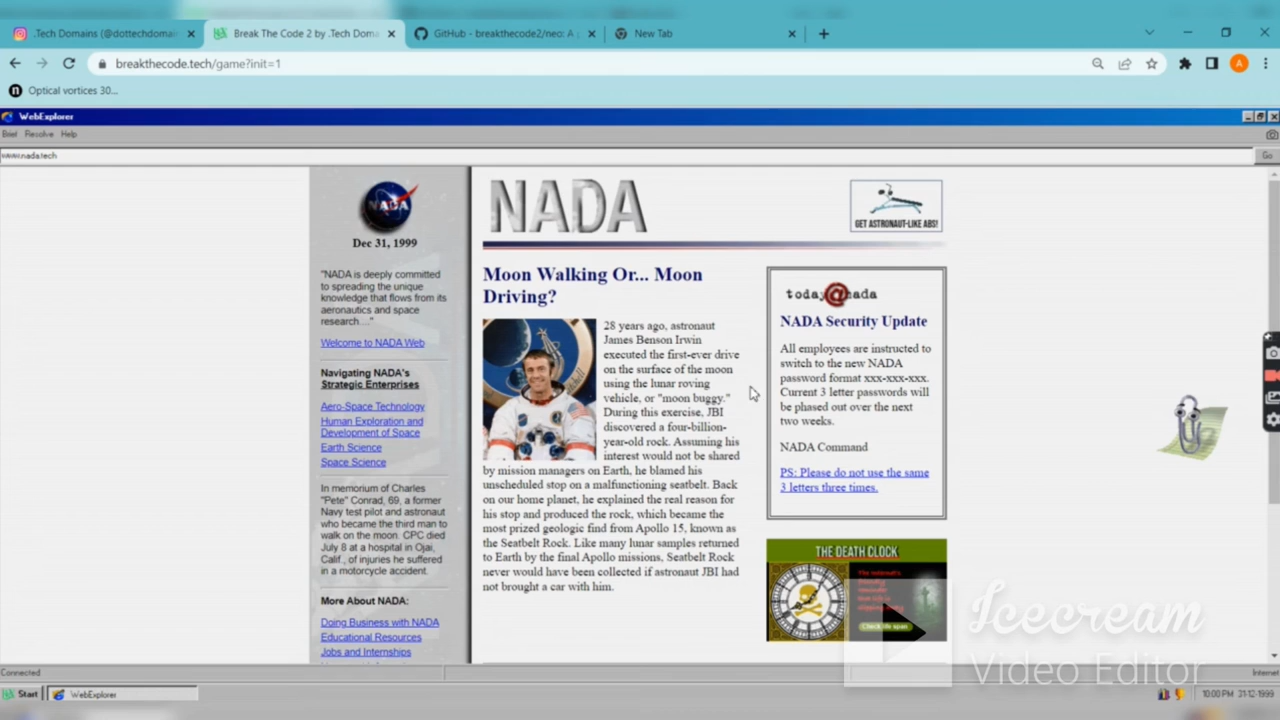 .Tech Domains (@dottechdomai
Break The Code 2 by .Tech Doma
GitHub - breakthecode2/neo: A
New Tab
breakthecode.tech/game?init=1
A
n
Optical vortices 30...
WebExplorer
Brief Resolve Help
www.nada.tech
Go
NADA
Dec 31, 1999
"NADA is deeply committed
to spreading the unique
knowledge that flows from its
aeronautics and space
research...."
Welcome to NADA Web
Navigating NADA's
Strategic Enterprises
Aero-Space Technology
Human Exploration and
Development of Space
Earth Science
Space Science
In memorium of Charles
"Pete" Conrad, 69, a former
Navy test pilot and astronaut
who became the third man to
walk on the moon. CPC died
July 8 at a hospital in Ojai,
Calif., of injuries he suffered
in a motorcycle accident.
More About NADA:
Doing Business with NADA
Educational Resources
Jobs and Internships
NADA
GET ASTRONAUT-LIKE ABS!
Moon Walking Or... Moon
Driving?
28 years ago, astronaut
James Benson Irwin
executed the first-ever drive
on the surface of the moon
using the lunar roving
vehicle, or "moon buggy."
During this exercise, JBI
discovered a four-billion-
year-old rock. Assuming his
interest would not be shared
by mission managers on Earth, he blamed his
unscheduled stop on a malfunctioning seatbelt. Back
on our home planet, he explained the real reason for
his stop and produced the rock, which became the
most prized geologic find from Apollo 15, known as
the Seatbelt Rock. Like many lunar samples returned
to Earth by the final Apollo missions, Seatbelt Rock
never would have been collected if astronaut JBI had
not brought a car with him.
today@nada
NADA Security Update
All employees are instructed to
switch to the new NADA
password format xxx-xxx-xxx.
Current 3 letter passwords will
be phased out over the next
two weeks.
NADA Command
PS: Please do not use the same
3 letters three times.
THE DEATH CLOCK
Check life span
Icecream
Video Editor
Connected
Internet
Start
WebExplorer
10:00 PM 31-12-1999